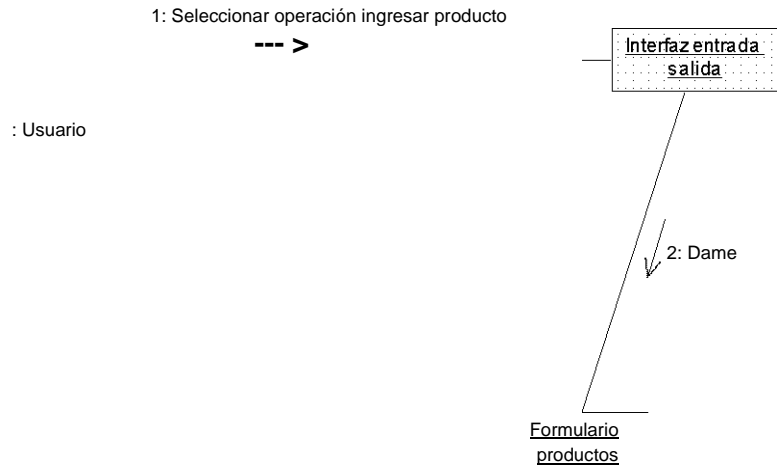 1: Seleccionar operación ingresar producto
--- >
Interfaz entrada
salida
: Usuario
2: Dame
Formulario
productos